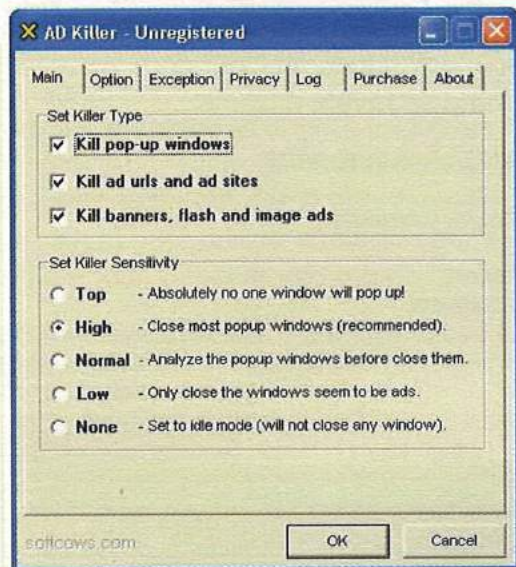 AD Killer - Unregistered
Main Option Exception Privacy Log Purchase About
Set Killer Type
Kill pop-up windows
Kill ad urls and ad sites
Kill banners, flash and image ads
Set Killer Sensitivity
Top - Absolutely no one window will pop up!
High - Close most popup windows (recommended).
Normal - Analyze the popup windows before close them.
Low - Only close the windows seem to be ads.
None - Set to idle mode (will not close any window).
softcows.com
OK Cancel